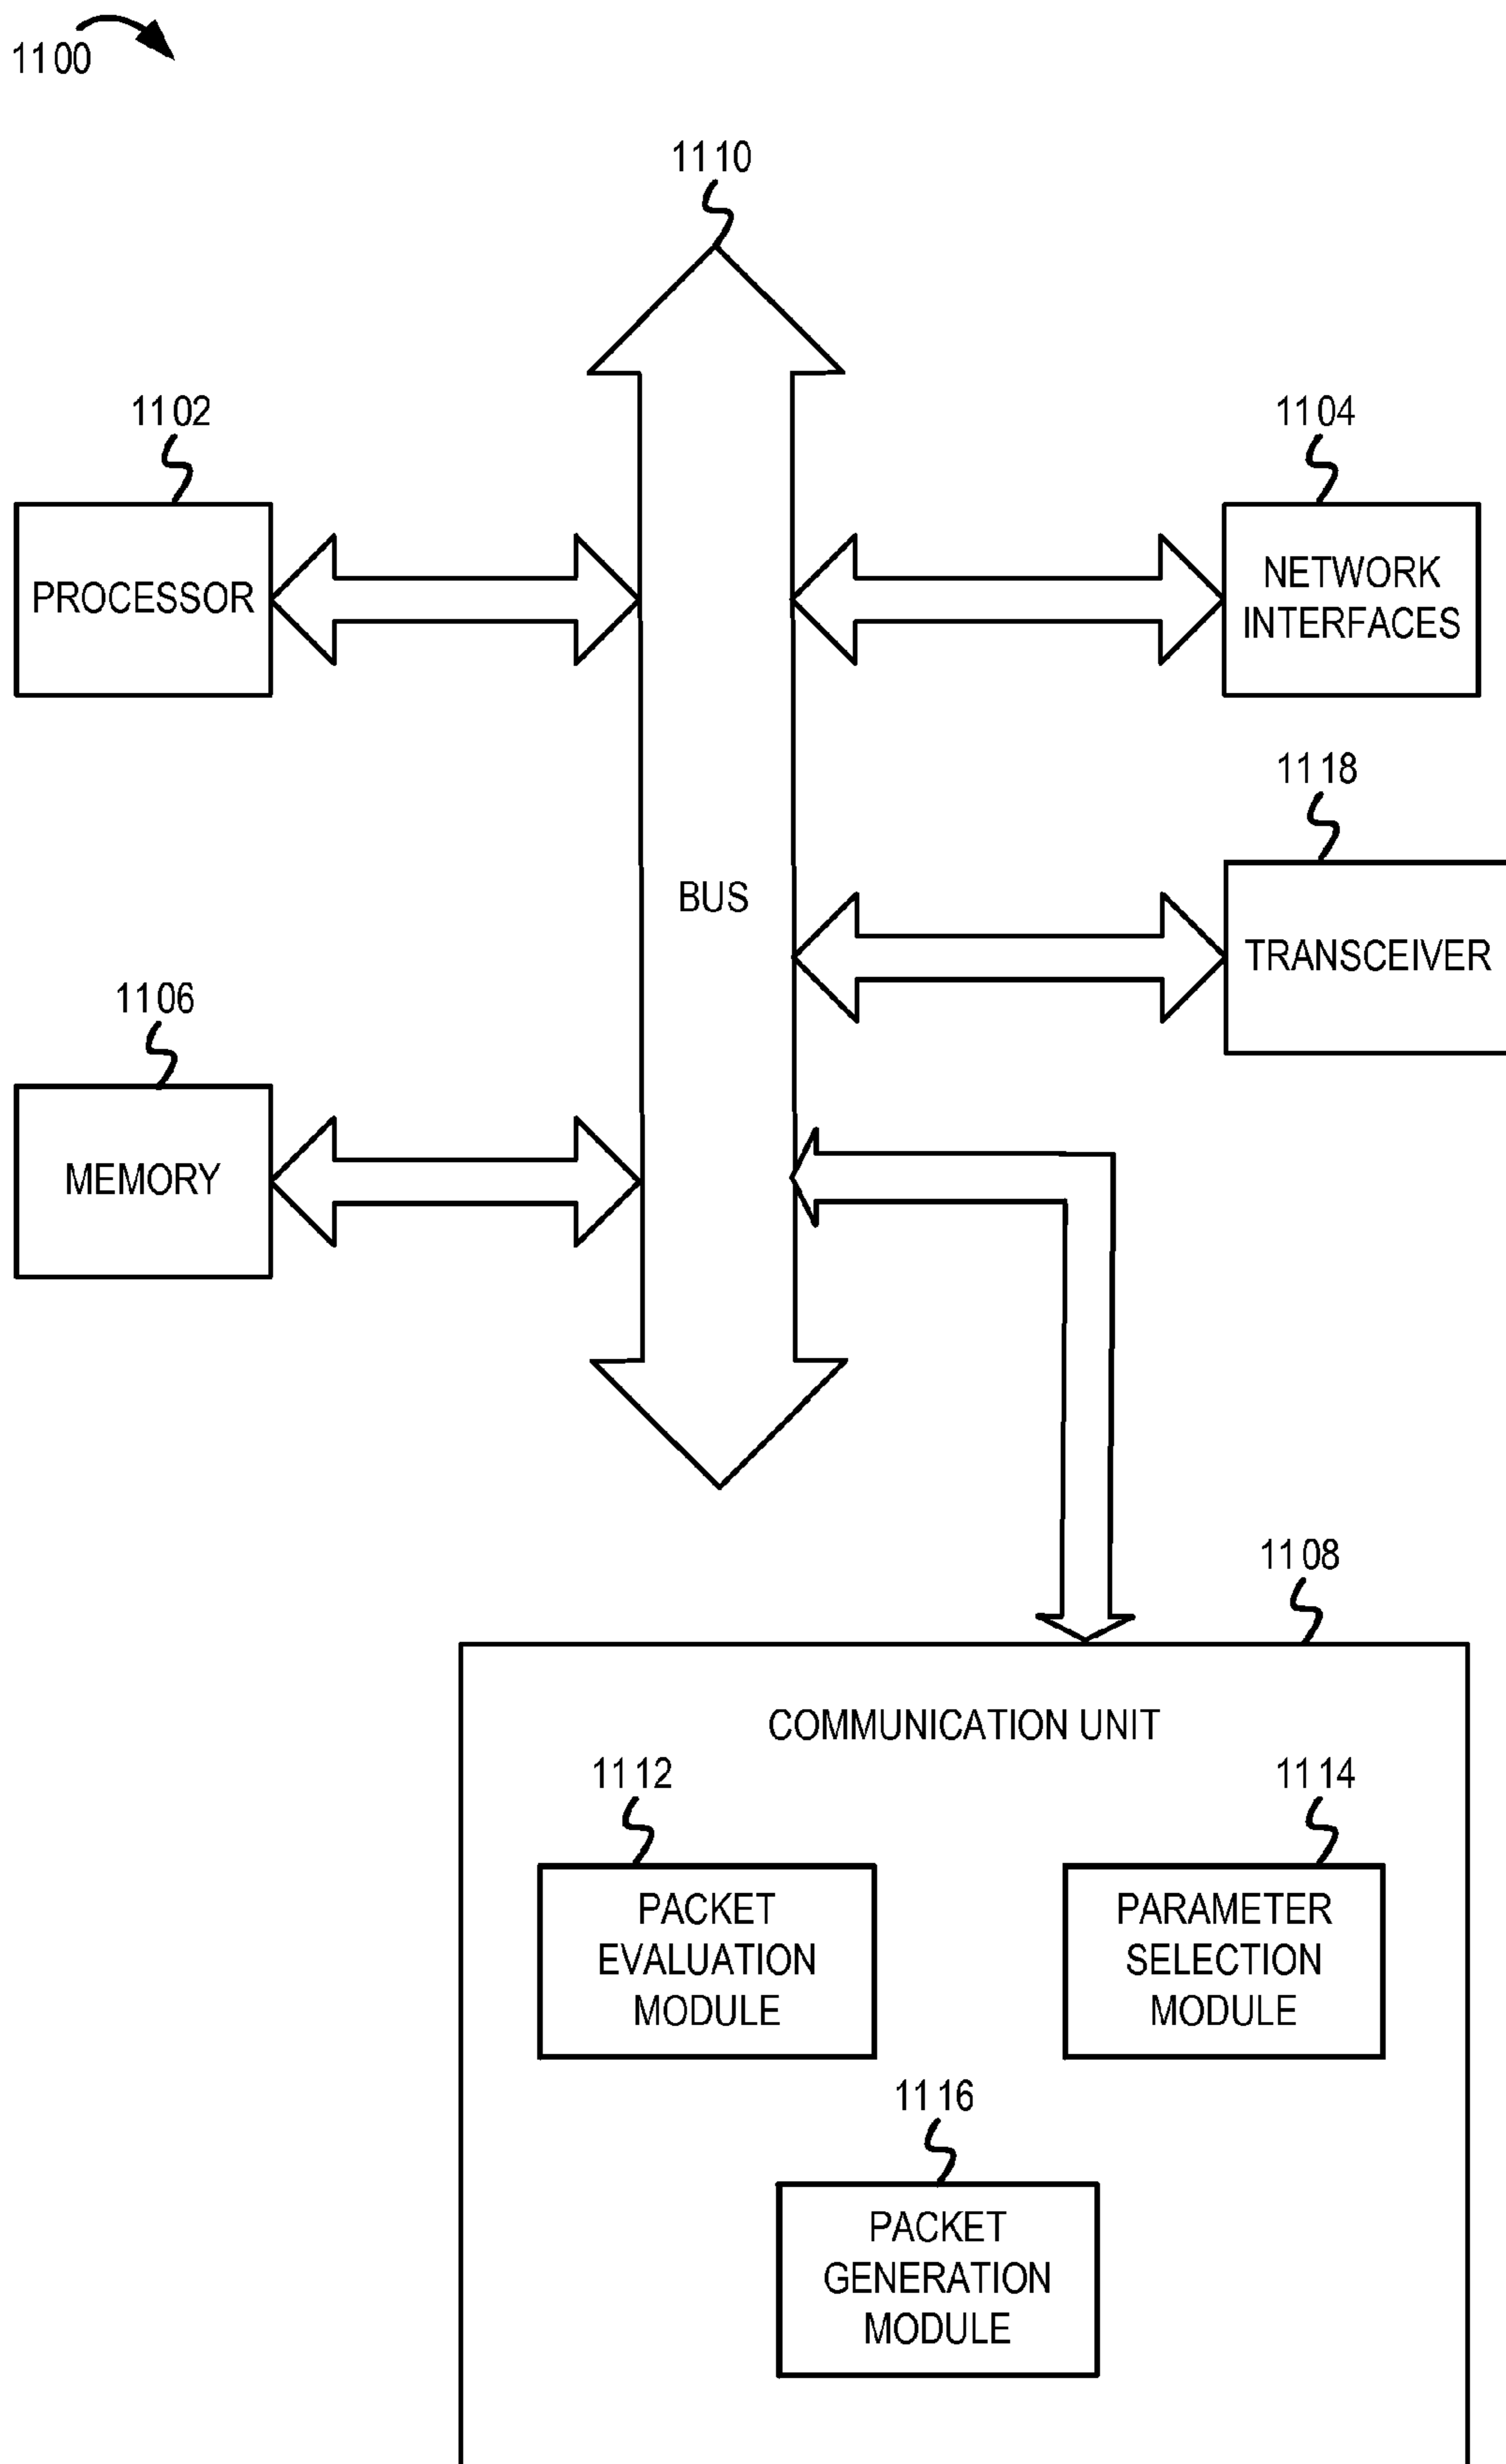 1100
1110
1102
1104
PROCESSOR
NETWORK
INTERFACES
1118
BUS
TRANSCEIVER
1106
MEMORY
1108
COMMUNICATION UNIT
1112
1114
PACKET
EVALUATION
MODULE
PARAMETER
SELECTION
MODULE
1116
PACKET
GENERATION
MODULE